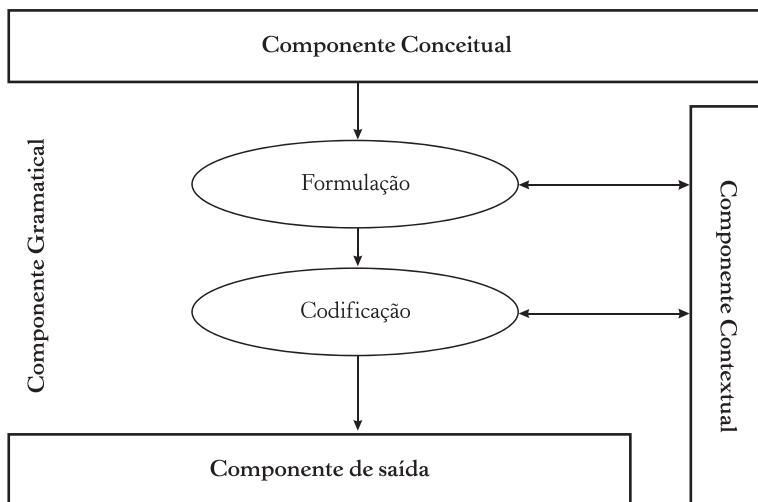 Componente Conceitual
Componente Gramatical
Formulação
Componente Contextual
Codificação
Componente de saída